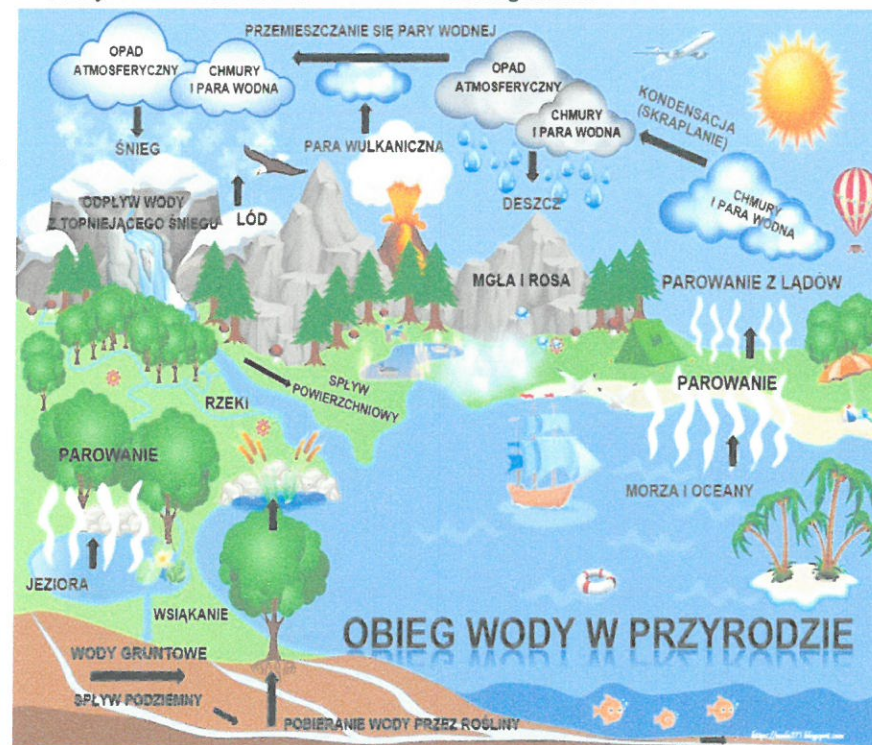 PRZEMIESZCZANIE SIĘ PARY WODNEJ
OPAD
ATMOSFERYCZNY
CHMURY
I PARA WODNA
OPAD
ATMOSFERYCZNY
CHMURY
I PARA WODNA
KONDENSACJA
(SKRAPLANIE)
CHMURY
I PARA WODNA
ŚNIEG
PARA WULKANICZNA
DESZCZ
ODPŁYW WODY
Z TOPNIEJĄCEGO ŚNIEGU
LÓD
MGŁA I ROSA
PAROWANIE Z LĄDÓW
SPŁYW
POWIERZCHNIOWY
PAROWANIE
RZEKI
PAROWANIE
MORZA I OCEANY
JEZIORA
WSIĄKANIE
OBIEG WODY W PRZYRODZIE
WODY GRUNTOWE
SPŁYW PODZIEMNY
POBIERANIE WODY PRZEZ ROŚLINY